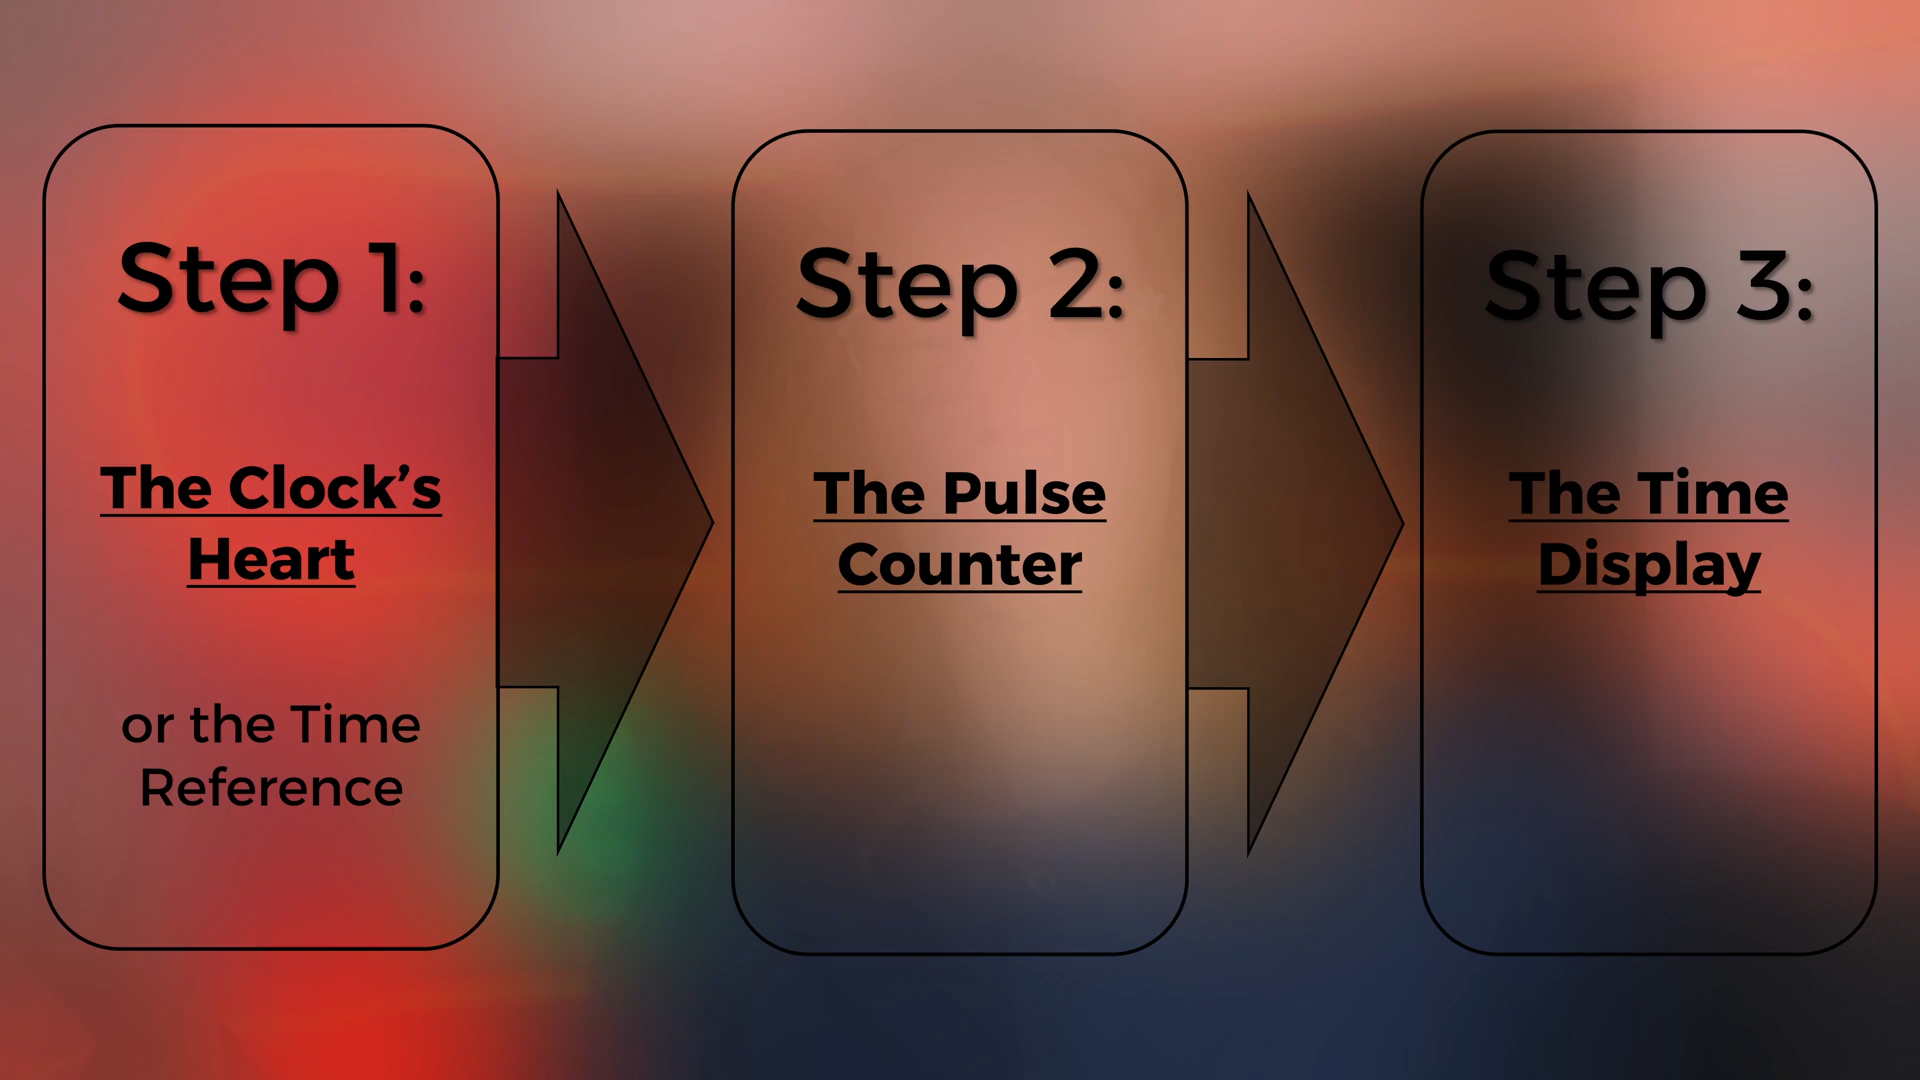 Step 1:
The Clock’s
Heart
or the Time
Reference
Step 2:
The Pulse
Counter
Step 3:
The Time
Display